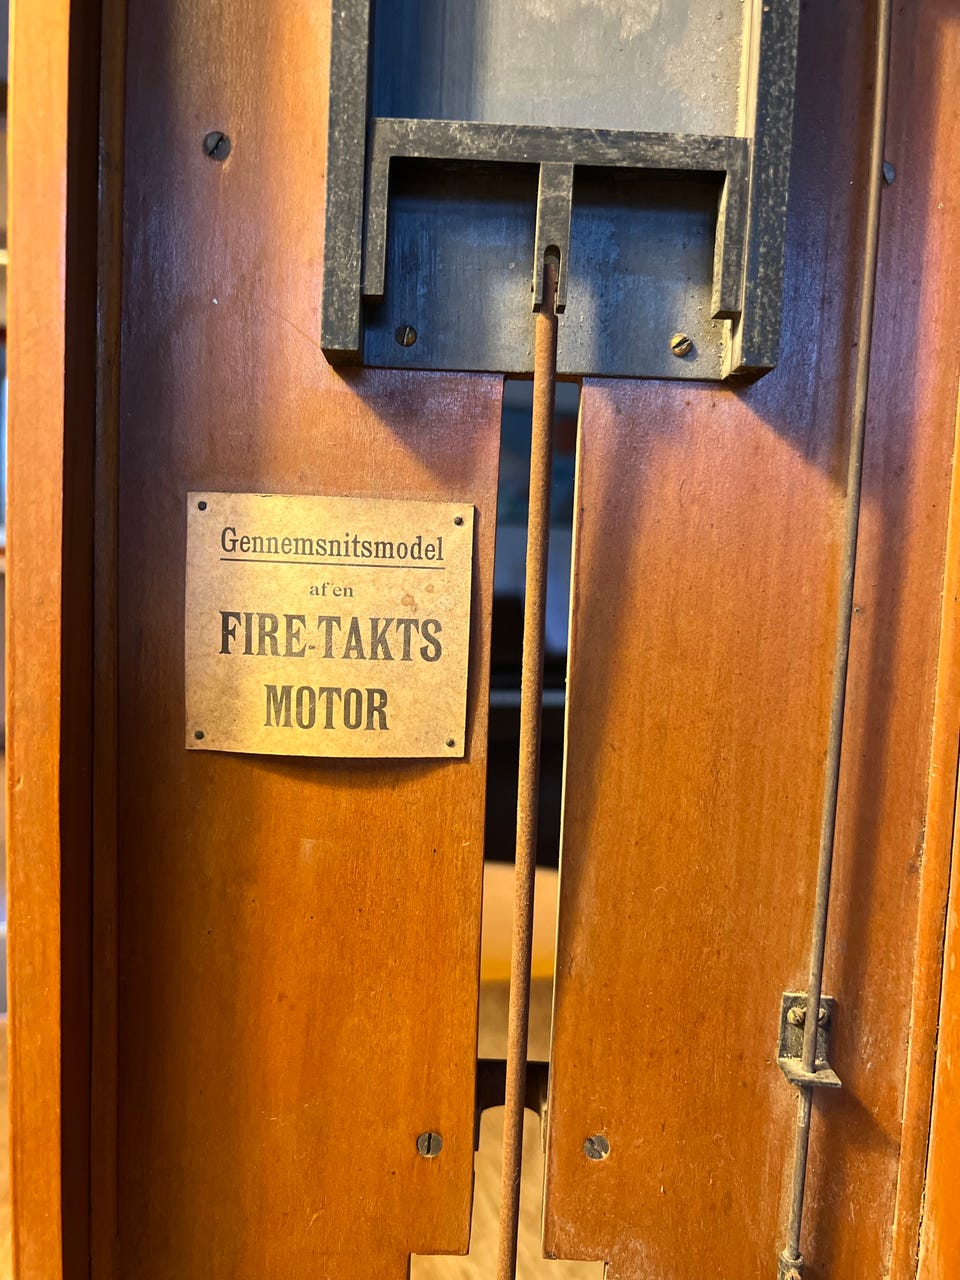 Gennemsnitsmodel
af en
FIRE-TAKTS
MOTOR